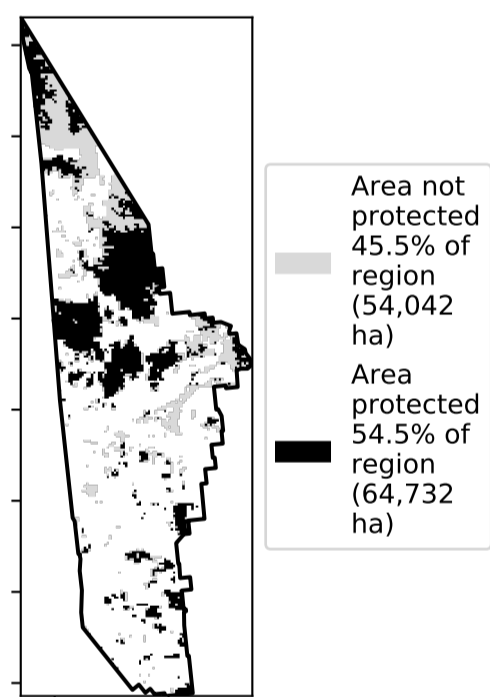 Area not
protected
45.5% of
region
(54,042
ha)
Area
protected
54.5% of
region
(64,732
ha)